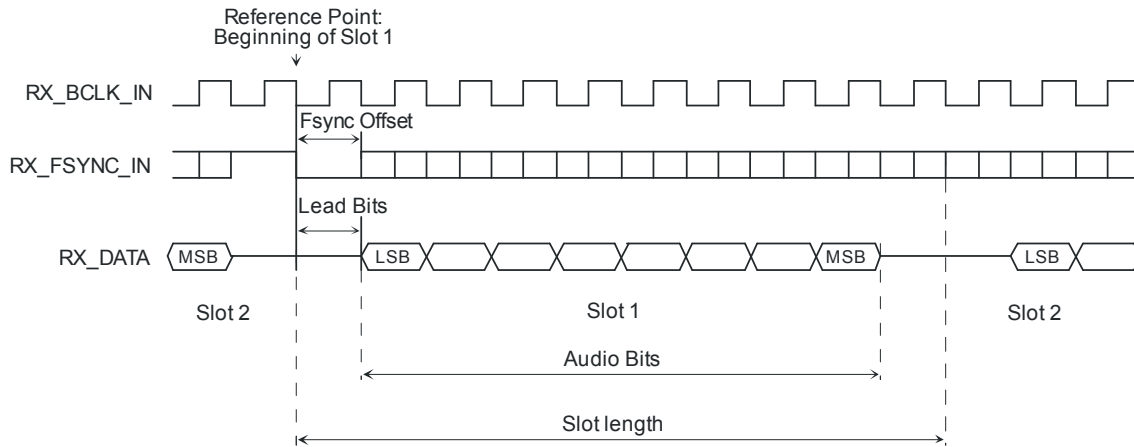 Reference Point:
Beginning of Slot 1
RX_BCLK_IN
Fsync Offset
RX_FSYNC_IN
Lead Bits
RX_DATA
MSB
LSB
MSB
LSB
Slot 2
Slot 1
Slot 2
Audio Bits
Slot length